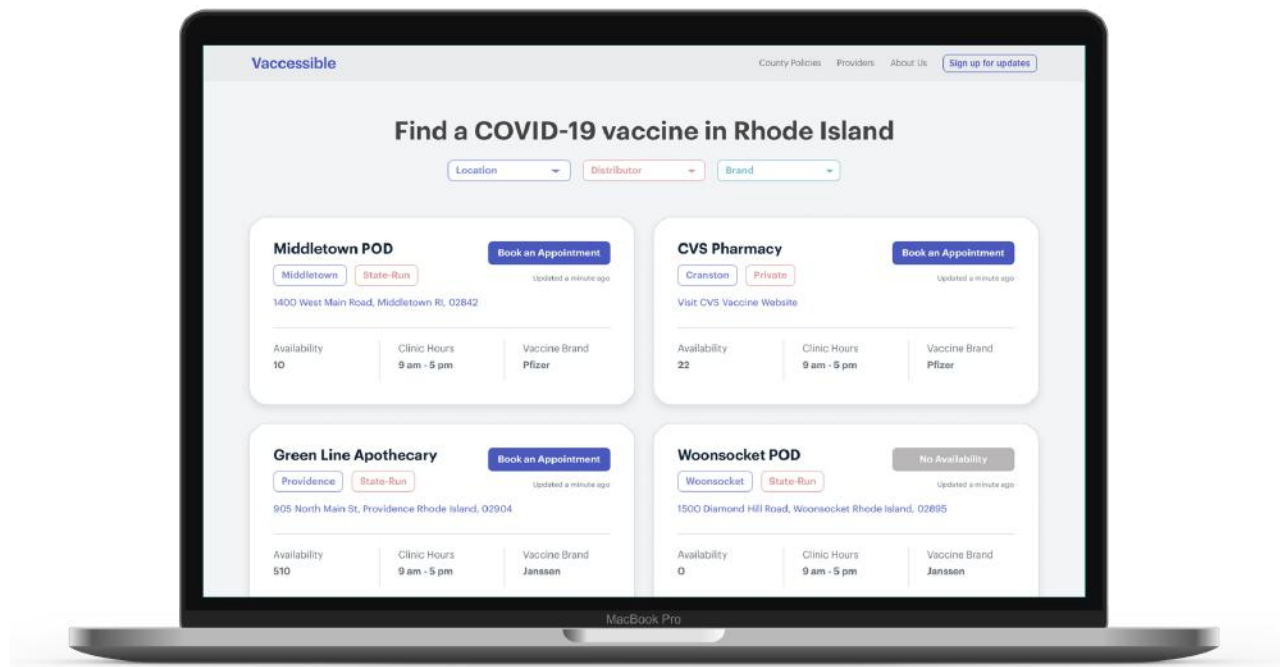 Vaccessible
County Policies Providers About Us Sign up for updates
Find a COVID-19 vaccine in Rhode Island
Location Distributor Brand
Middletown POD
Book an Appointment
Middletown State-Run
Updated a minute ago
1400 West Main Road, Middletown RI, 02842
Availability Clinic Hours Vaccine Brand
10 9 am - 5 pm Pfizer
CVS Pharmacy
Book an Appointment
Cranston Private
Updated a minute ago
Visit CVS Vaccine Website
Availability Clinic Hours Vaccine Brand
22 9 am - 5 pm Pfizer
Green Line Apothecary
Book an Appointment
Providence State-Run
Updated a minute ago
905 North Main St, Providence Rhode Island, 02904
Availability Clinic Hours Vaccine Brand
510 9 am - 5 pm Janssen
Woonsocket POD
No Availability
Woonsocket State-Run
Updated a minute ago
1500 Diamond Hill Road, Woonsocket Rhode Island, 02895
Availability Clinic Hours Vaccine Brand
0 9 am - 5 pm Janssen
MacBook Pro